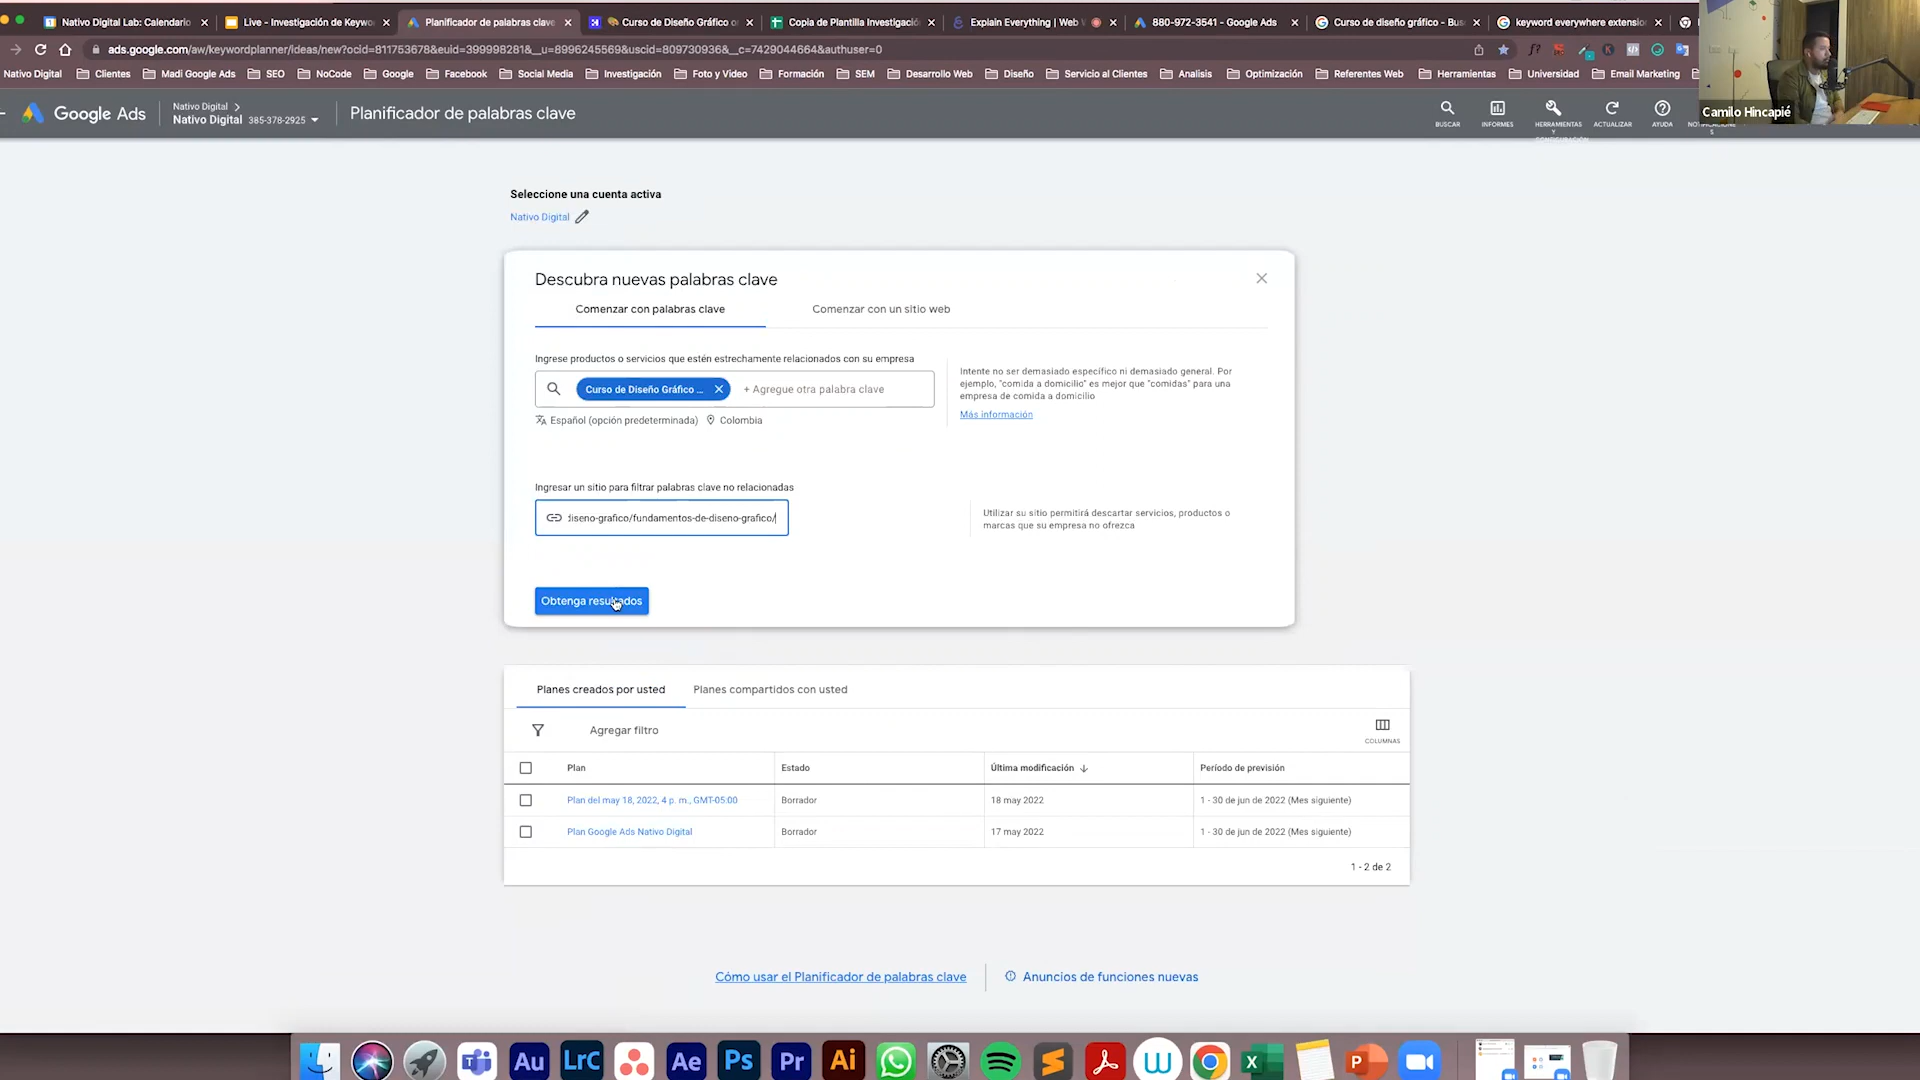 Nativo Digital Lab: Calendario
Live - Investigación de Keywo
Planificador de palabras clave
Curso de Diseño Gráfico o
Copia de Plantilla Investigació
Explain Everything | Web
880-972-3541 - Google Ads
Curso de diseño gráfico - Bus
keyword everywhere extensio
ads.google.com/aw/keywordplanner/ideas/new?ocid=811753678&euid=399998281&__u=8996245569&uscid=809730936&__c=7429044664&authuser=0
Nativo Digital
Clientes
Madi Google Ads
SEO
NoCode
Google
Facebook
Social Media
Investigación
Foto y Video
Formación
SEM
Desarrollo Web
Diseño
Servicio al Clientes
Analisis
Optimización
Referentes Web
Herramientas
Universidad
Email Marketing
Camilo Hincapié
Google Ads
Nativo Digital
Nativo Digital 385-378-2925
Planificador de palabras clave
BUSCAR
INFORMES
HERRAMIENTAS
Y
CONFIGURACIÓN
ACTUALIZAR
AYUDA
Seleccione una cuenta activa
Nativo Digital
Descubra nuevas palabras clave
Comenzar con palabras clave
Comenzar con un sitio web
Ingrese productos o servicios que estén estrechamente relacionados con su empresa
Curso de Diseño Gráfico ...
+ Agregue otra palabra clave
Español (opción predeterminada)
Colombia
Intente no ser demasiado específico ni demasiado general. Por
ejemplo, "comida a domicilio" es mejor que "comidas" para una
empresa de comida a domicilio
Más información
Ingresar un sitio para filtrar palabras clave no relacionadas
diseno-grafico/fundamentos-de-diseno-grafico/
Utilizar su sitio permitirá descartar servicios, productos o
marcas que su empresa no ofrezca
Obtenga resultados
Planes creados por usted
Planes compartidos con usted
Agregar filtro
COLUMNAS
Plan
Estado
Última modificación
Período de previsión
Plan del may 18, 2022, 4 p. m., GMT-05:00
Borrador
18 may 2022
1 - 30 de jun de 2022 (Mes siguiente)
Plan Google Ads Nativo Digital
Borrador
17 may 2022
1 - 30 de jun de 2022 (Mes siguiente)
1 - 2 de 2
Cómo usar el Planificador de palabras clave
Anuncios de funciones nuevas
Au
LrC
Ae
Ps
Pr
Ai
W
X
P